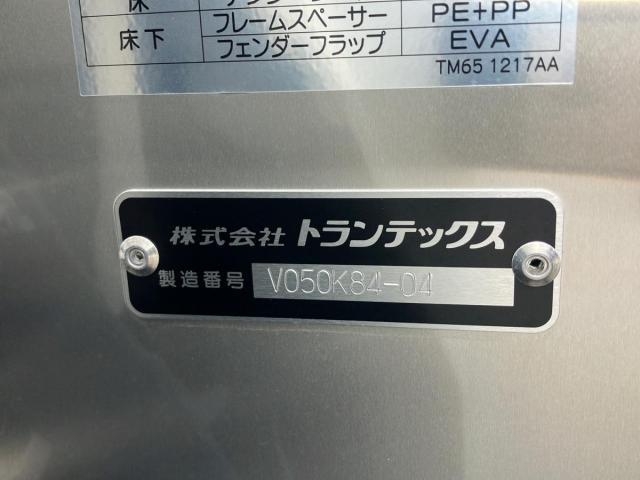 床
フレームスペーサー PE+PP
床下 フェンダーフラップ EVA
TM65 1217AA
株式会社 トランテックス
製造番号 V050K84-04